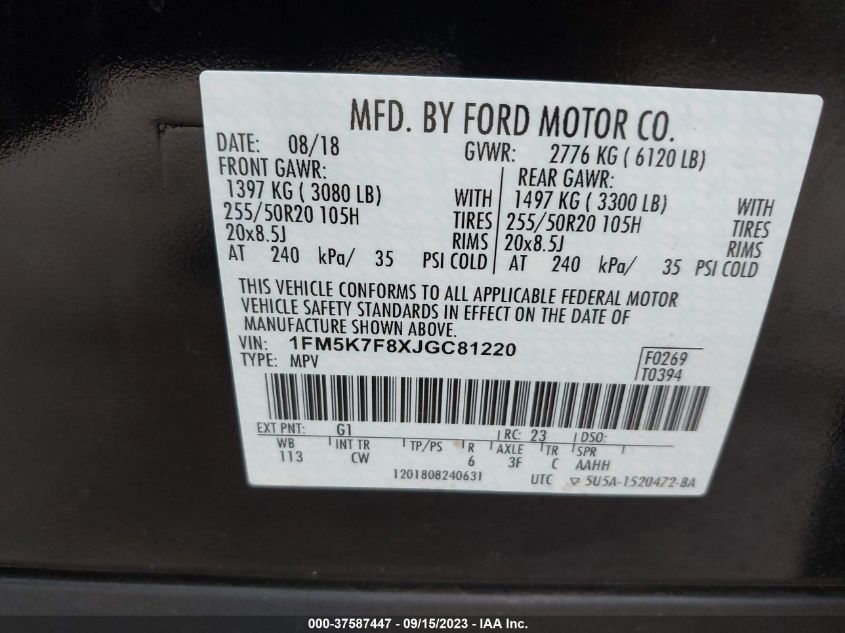 MFD. BY FORD MOTOR CO.
DATE: 08/18 GVWR: 2776 KG ( 6120 LB)
FRONT GAWR: REAR GAWR:
1397 KG ( 3080 LB) WITH 1497 KG ( 3300 LB) WITH
255/50R20 105H TIRES 255/50R20 105H TIRES
20x8.5J RIMS 20x8.5J RIMS
AT 240 kPa/ 35 PSI COLD AT 240 kPa/ 35 PSI COLD
THIS VEHICLE CONFORMS TO ALL APPLICABLE FEDERAL MOTOR
VEHICLE SAFETY STANDARDS IN EFFECT ON THE DATE OF
MANUFACTURE SHOWN ABOVE.
VIN: 1FM5K7F8XJGC81220
TYPE: MPV F0269
T0394
EXT PNT: G1 RC: 23 DSO:
WB INT TR TP/PS R AXLE TR SPR
113 CW 6 3F C AAHH
1201808240631 UTC ▽ 5U5A-1520472-BA
000-37587447 - 09/15/2023 - IAA Inc.